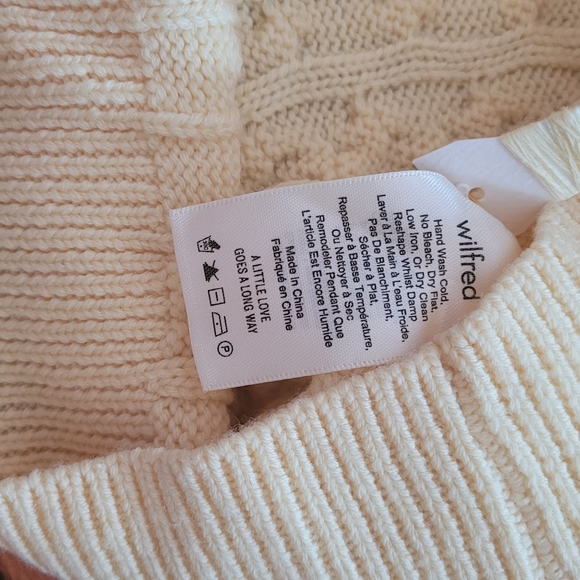 wilfred
Hand Wash Cold,
No Bleach, Dry Flat,
Low Iron, Or Dry Clean
Reshape Whilst Damp
Laver à La Main à L'eau Froide,
Pas De Blanchiment,
Sécher à Plat,
Repasser à Basse Température,
Ou Nettoyer à Sec
Remodeler Pendant Que
L'article Est Encore Humide
Made in China
Fabriqué en Chine
A LITTLE LOVE
GOES A LONG WAY
P